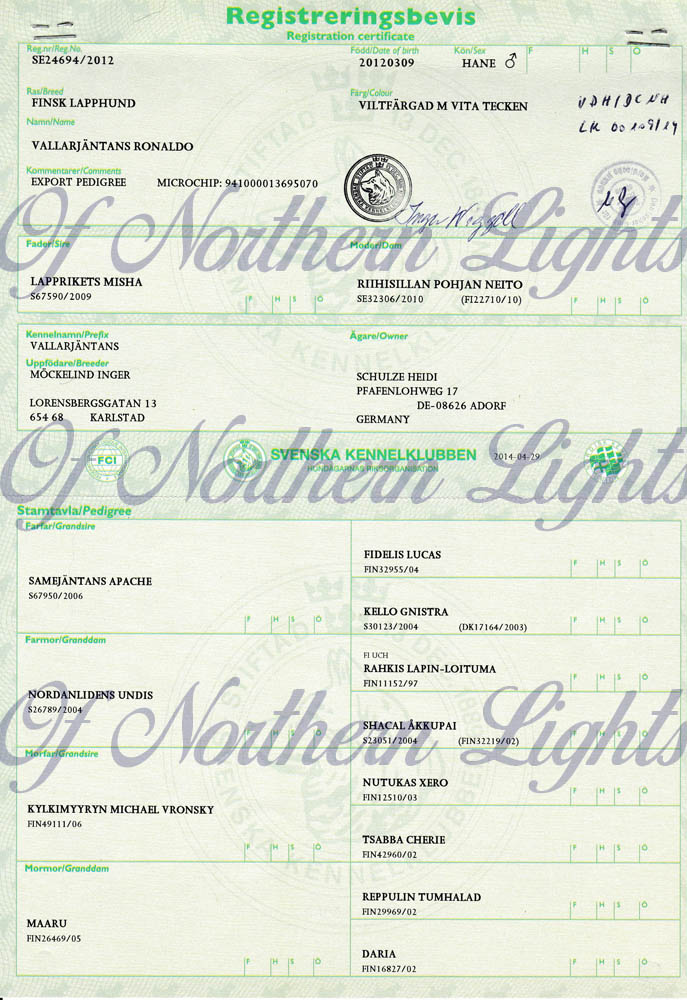 Registreringsbevis
Registration certificate
Reg.nr/Reg.No.
SE24694/2012
Född/Date of birth
20120309
Kön/Sex
HANE ♂
F H S Ö
Ras/Breed
FINSK LAPPHUND
Färg/Colour
VILTFÄRGAD M VITA TECKEN
VDH/DCNH
Namn/Name
VALLARJÄNTANS RONALDO
Kommentarer/Comments
EXPORT PEDIGREE MICROCHIP: 941000013695070
Of Northern Lights
Fader/Sire
LAPPRIKETS MISHA
S67590/2009
F H S Ö
Moder/Dam
RIIHISILLAN POHJAN NEITO
SE32306/2010 (FI22710/10)
F H S Ö
Kennelnamn/Prefix
VALLARJÄNTANS
Uppfödare/Breeder
MÖCKELIND INGER
LORENSBERGSGATAN 13
654 68 KARLSTAD
Ägare/Owner
SCHULZE HEIDI
PFAFENLOHWEG 17
DE-08626 ADORF
GERMANY
FCI
SVENSKA KENNELKLUBBEN
HUNDÄGARNAS RIKSORGANISATION
2014-04-29
Of Northern Lights
Stamtavla/Pedigree
Farfar/Grandsire
SAMEJÄNTANS APACHE
S67950/2006
F H S Ö
FIDELIS LUCAS
FIN32955/04
F H S Ö
KELLO GNISTRA
S30123/2004 (DK17164/2003)
F H S Ö
Farmor/Granddam
NORDANLIDENS UNDIS
S26789/2004
F H S Ö
FI UCH
RAHKIS LAPIN-LOITUMA
FIN11152/97
F H S Ö
SHACAL ÅKKUPAI
S23051/2004 (FIN32219/02)
F H S Ö
Of Northern Lights
Morfar/Grandsire
KYLKIMYYRYN MICHAEL VRONSKY
FIN49111/06
F H S Ö
NUTUKAS XERO
FIN12510/03
F H S Ö
TSABBA CHERIE
FIN42960/02
F H S Ö
Mormor/Granddam
MAARU
FIN26469/05
F H S Ö
REPPULIN TUMHALAD
FIN29969/02
F H S Ö
DARIA
FIN16827/02
F H S Ö